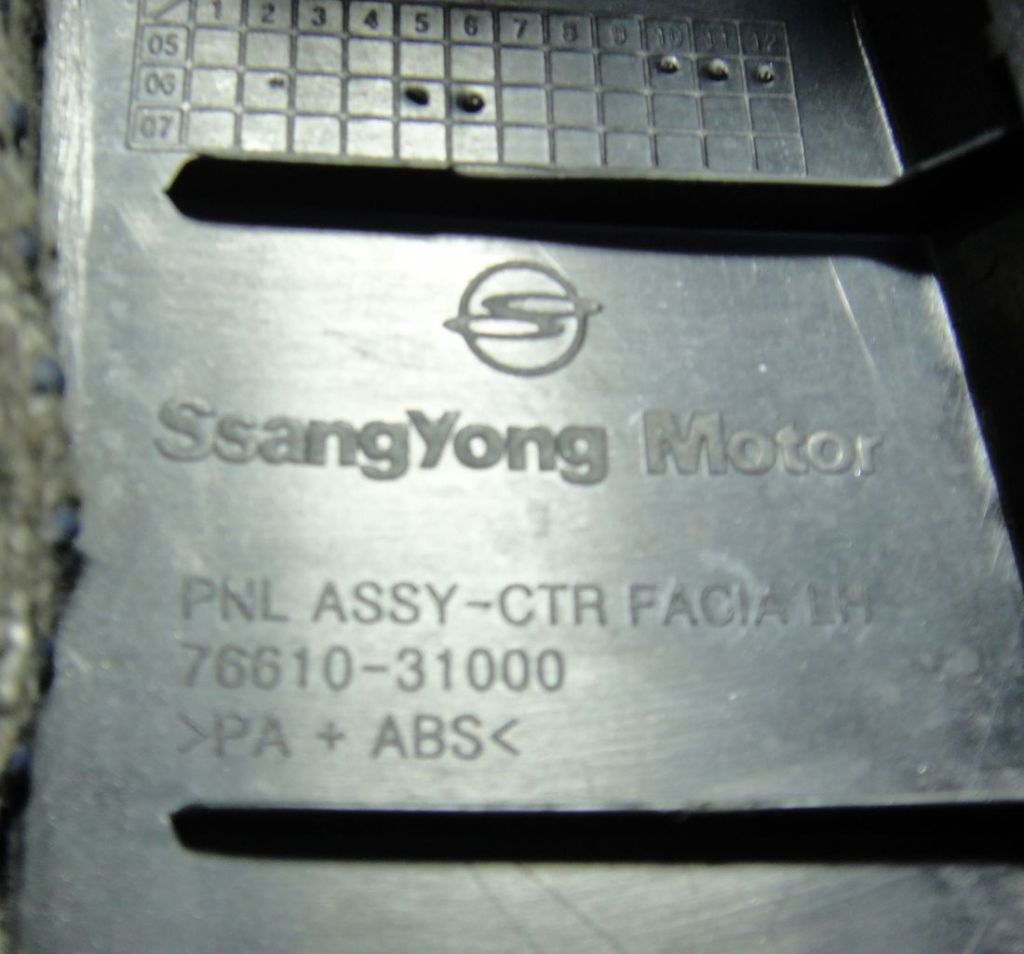 1 2 3 4 5 6 7 8 9 10 11 12
05
06
07
SsangYong Motor
PNL ASSY-CTR FACIA LH
76610-31000
>PA + ABS<